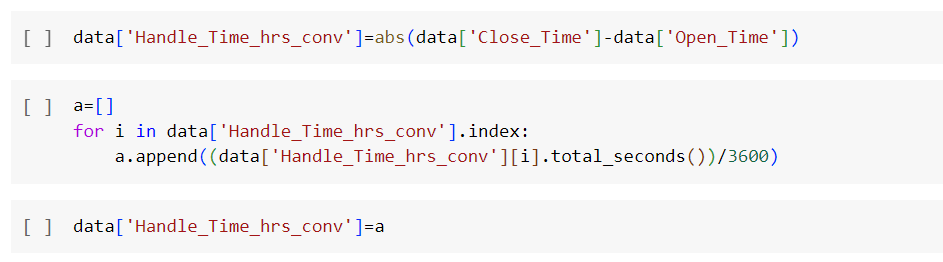 [ ] data['Handle_Time_hrs_conv']=abs(data['Close_Time']-data['Open_Time'])
[ ] a=[]
for i in data['Handle_Time_hrs_conv'].index:
    a.append((data['Handle_Time_hrs_conv'][i].total_seconds())/3600)
[ ] data['Handle_Time_hrs_conv']=a